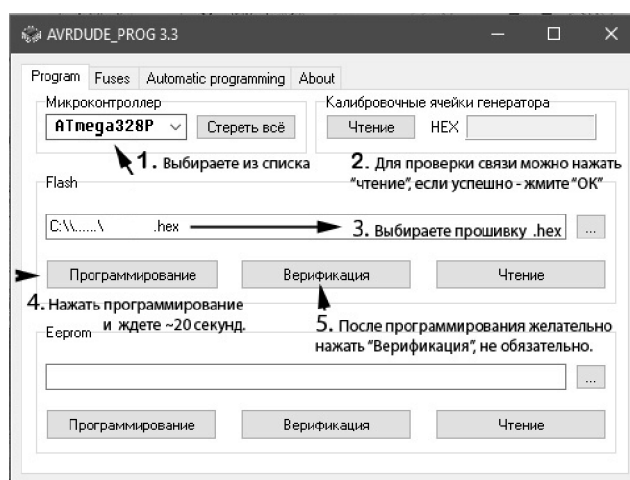 AVRDUDE_PROG 3.3
Program Fuses Automatic programming About
Микроконтроллер
Калибровочные ячейки генератора
ATmega328P Стереть всё
Чтение HEX
1. Выбираете из списка
2. Для проверки связи можно нажать
"чтение", если успешно - жмите "ОК"
Flash
C:\\......\ .hex
3. Выбираете прошивку .hex ...
Программирование Верификация Чтение
4. Нажать программирование
и ждете ~20 секунд.
5. После программирования желательно
нажать "Верификация", не обязательно.
Eeprom
...
Программирование Верификация Чтение